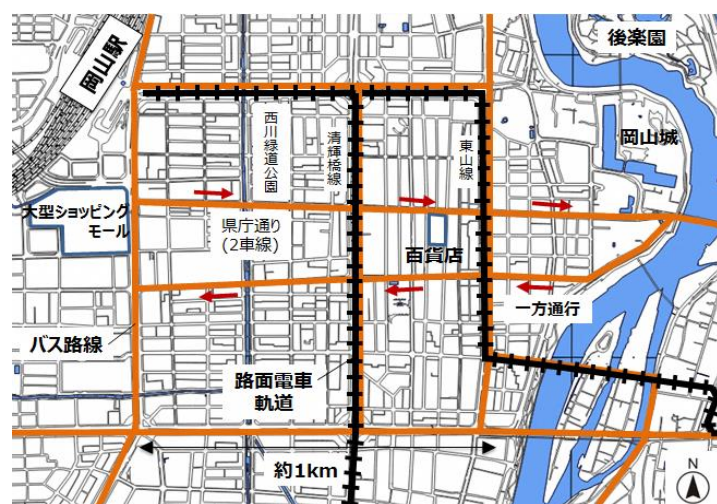 岡山駅
後楽園
岡山城
西川緑道公園
清輝橋線
東山線
大型ショッピング
モール
県庁通り
(2車線)
百貨店
一方通行
バス路線
路面電車
軌道
約1km
N